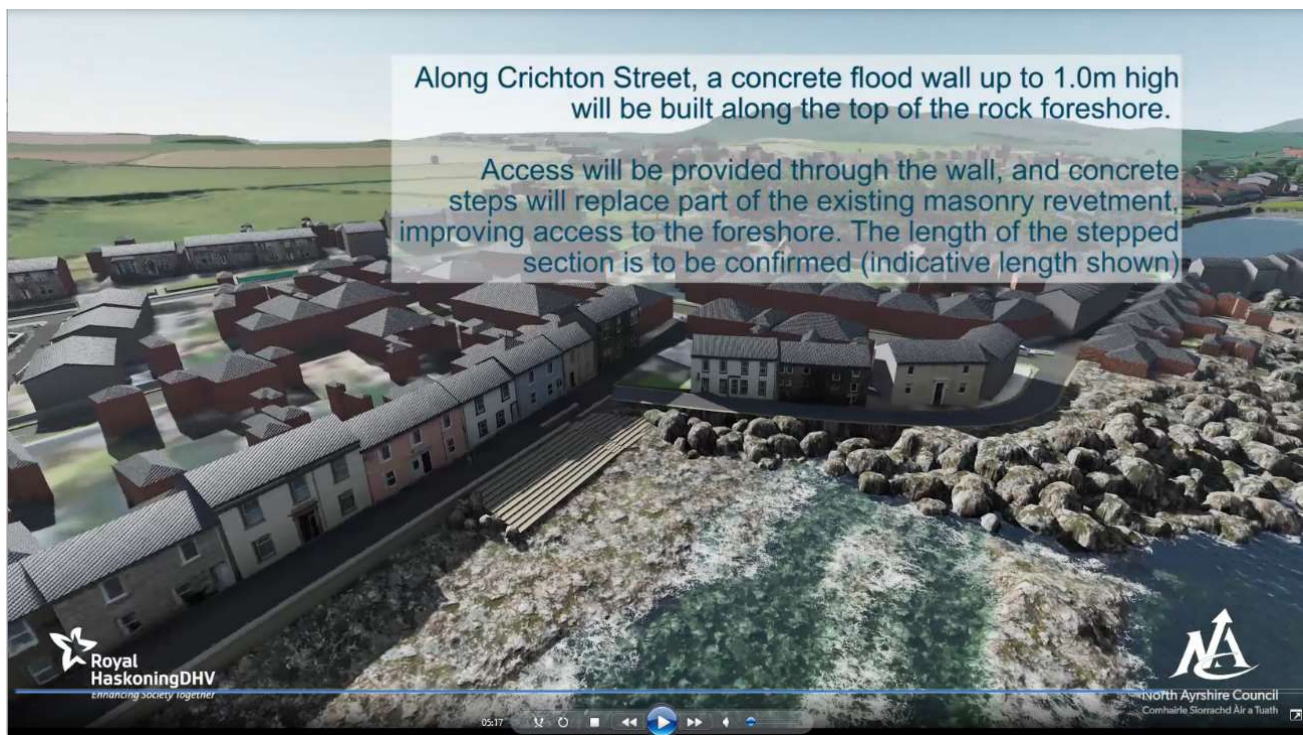 Along Crichton Street, a concrete flood wall up to 1.0m high
will be built along the top of the rock foreshore.
Access will be provided through the wall, and concrete
steps will replace part of the existing masonry revetment,
improving access to the foreshore. The length of the stepped
section is to be confirmed (indicative length shown)
Royal
HaskoningDHV
Enhancing Society Together
NA
North Ayrshire Council
Comhairle Siorrachd Àir a Tuath
05:17